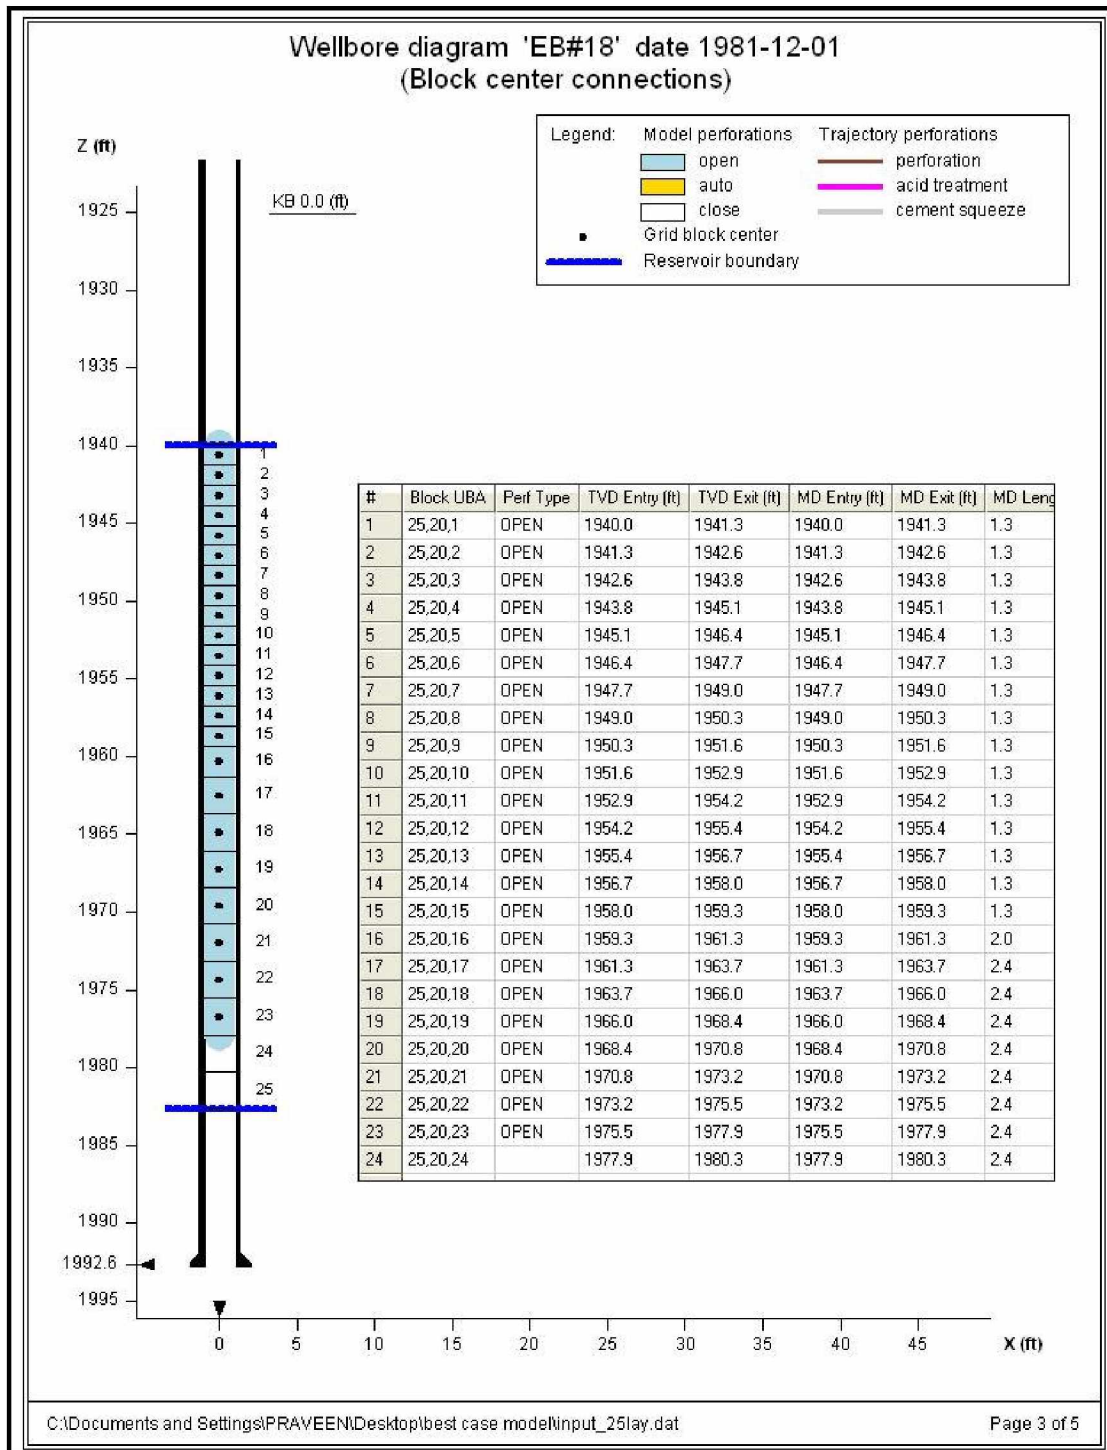 Wellbore diagram 'EB#18' date 1981-12-01
(Block center connections)
Legend: Model perforations Trajectory perforations
open perforation
auto acid treatment
close cement squeeze
Grid block center
Reservoir boundary
Z (ft)
KB 0.0 (ft)
1925
1930
1935
1940
1945
1950
1955
1960
1965
1970
1975
1980
1985
1990
1992.6
1995
1
2
3
4
5
6
7
8
9
10
11
12
13
14
15
16
17
18
19
20
21
22
23
24
25
# Block UBA Perf Type TVD Entry (ft) TVD Exit (ft) MD Entry (ft) MD Exit (ft) MD Leng
1 25,20,1 OPEN 1940.0 1941.3 1940.0 1941.3 1.3
2 25,20,2 OPEN 1941.3 1942.6 1941.3 1942.6 1.3
3 25,20,3 OPEN 1942.6 1943.8 1942.6 1943.8 1.3
4 25,20,4 OPEN 1943.8 1945.1 1943.8 1945.1 1.3
5 25,20,5 OPEN 1945.1 1946.4 1945.1 1946.4 1.3
6 25,20,6 OPEN 1946.4 1947.7 1946.4 1947.7 1.3
7 25,20,7 OPEN 1947.7 1949.0 1947.7 1949.0 1.3
8 25,20,8 OPEN 1949.0 1950.3 1949.0 1950.3 1.3
9 25,20,9 OPEN 1950.3 1951.6 1950.3 1951.6 1.3
10 25,20,10 OPEN 1951.6 1952.9 1951.6 1952.9 1.3
11 25,20,11 OPEN 1952.9 1954.2 1952.9 1954.2 1.3
12 25,20,12 OPEN 1954.2 1955.4 1954.2 1955.4 1.3
13 25,20,13 OPEN 1955.4 1956.7 1955.4 1956.7 1.3
14 25,20,14 OPEN 1956.7 1958.0 1956.7 1958.0 1.3
15 25,20,15 OPEN 1958.0 1959.3 1958.0 1959.3 1.3
16 25,20,16 OPEN 1959.3 1961.3 1959.3 1961.3 2.0
17 25,20,17 OPEN 1961.3 1963.7 1961.3 1963.7 2.4
18 25,20,18 OPEN 1963.7 1966.0 1963.7 1966.0 2.4
19 25,20,19 OPEN 1966.0 1968.4 1966.0 1968.4 2.4
20 25,20,20 OPEN 1968.4 1970.8 1968.4 1970.8 2.4
21 25,20,21 OPEN 1970.8 1973.2 1970.8 1973.2 2.4
22 25,20,22 OPEN 1973.2 1975.5 1973.2 1975.5 2.4
23 25,20,23 OPEN 1975.5 1977.9 1975.5 1977.9 2.4
24 25,20,24 1977.9 1980.3 1977.9 1980.3 2.4
0 5 10 15 20 25 30 35 40 45 X (ft)
C:\Documents and Settings\PRAVEEN\Desktop\best case model\input_25lay.dat Page 3 of 5